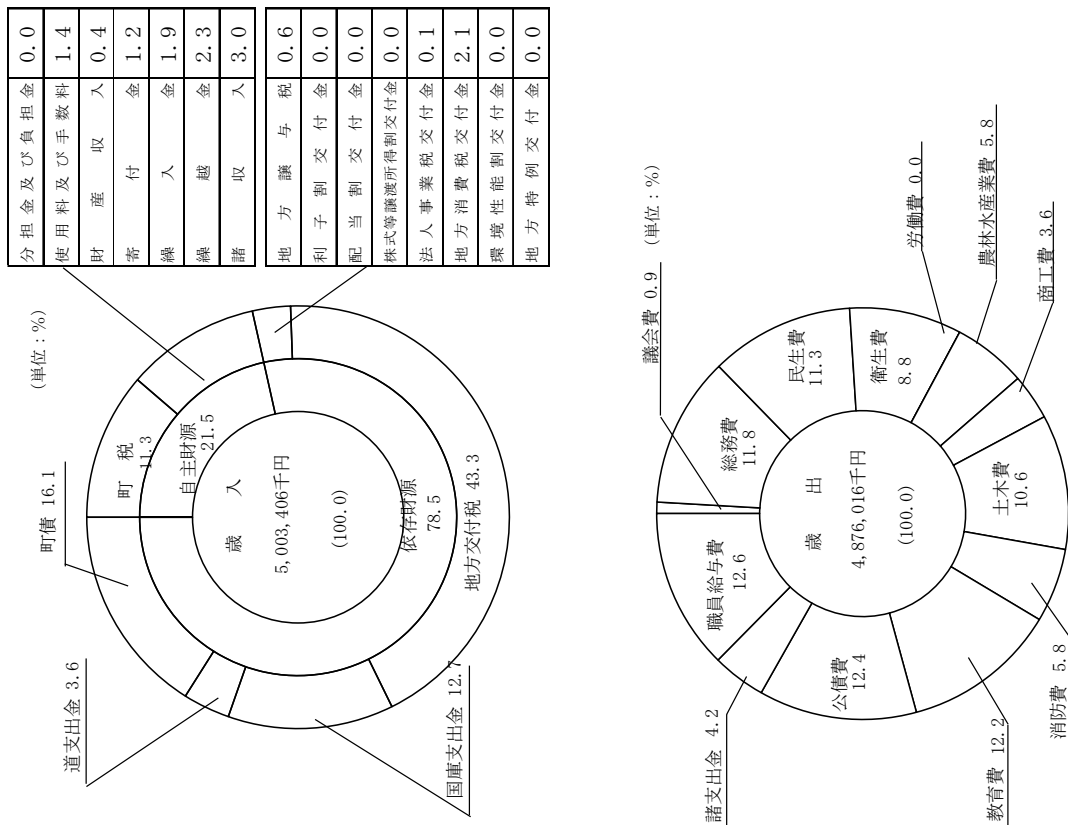 分担金及び負担金 0.0
使用料及び手数料 1.4
財産収入 0.4
寄付金 1.2
繰入金 1.9
繰越金 2.3
諸収入 3.0
地方譲与税 0.6
利子割交付金 0.0
配当割交付金 0.0
株式等譲渡所得割交付金 0.0
法人事業税交付金 0.1
地方消費税交付金 2.1
環境性能割交付金 0.0
地方特例交付金 0.0
(単位：%)
町税
11.3
自主財源
21.5
歳入
5,003,406千円
(100.0)
依存財源
78.5
地方交付税 43.3
国庫支出金 12.7
道支出金 3.6
町債 16.1
(単位：%)
議会費 0.9
総務費
11.8
民生費
11.3
衛生費
8.8
労働費 0.0
農林水産業費 5.8
商工費 3.6
土木費
10.6
消防費 5.8
教育費 12.2
公債費
12.4
諸支出金 4.2
職員給与費
12.6
歳出
4,876,016千円
(100.0)